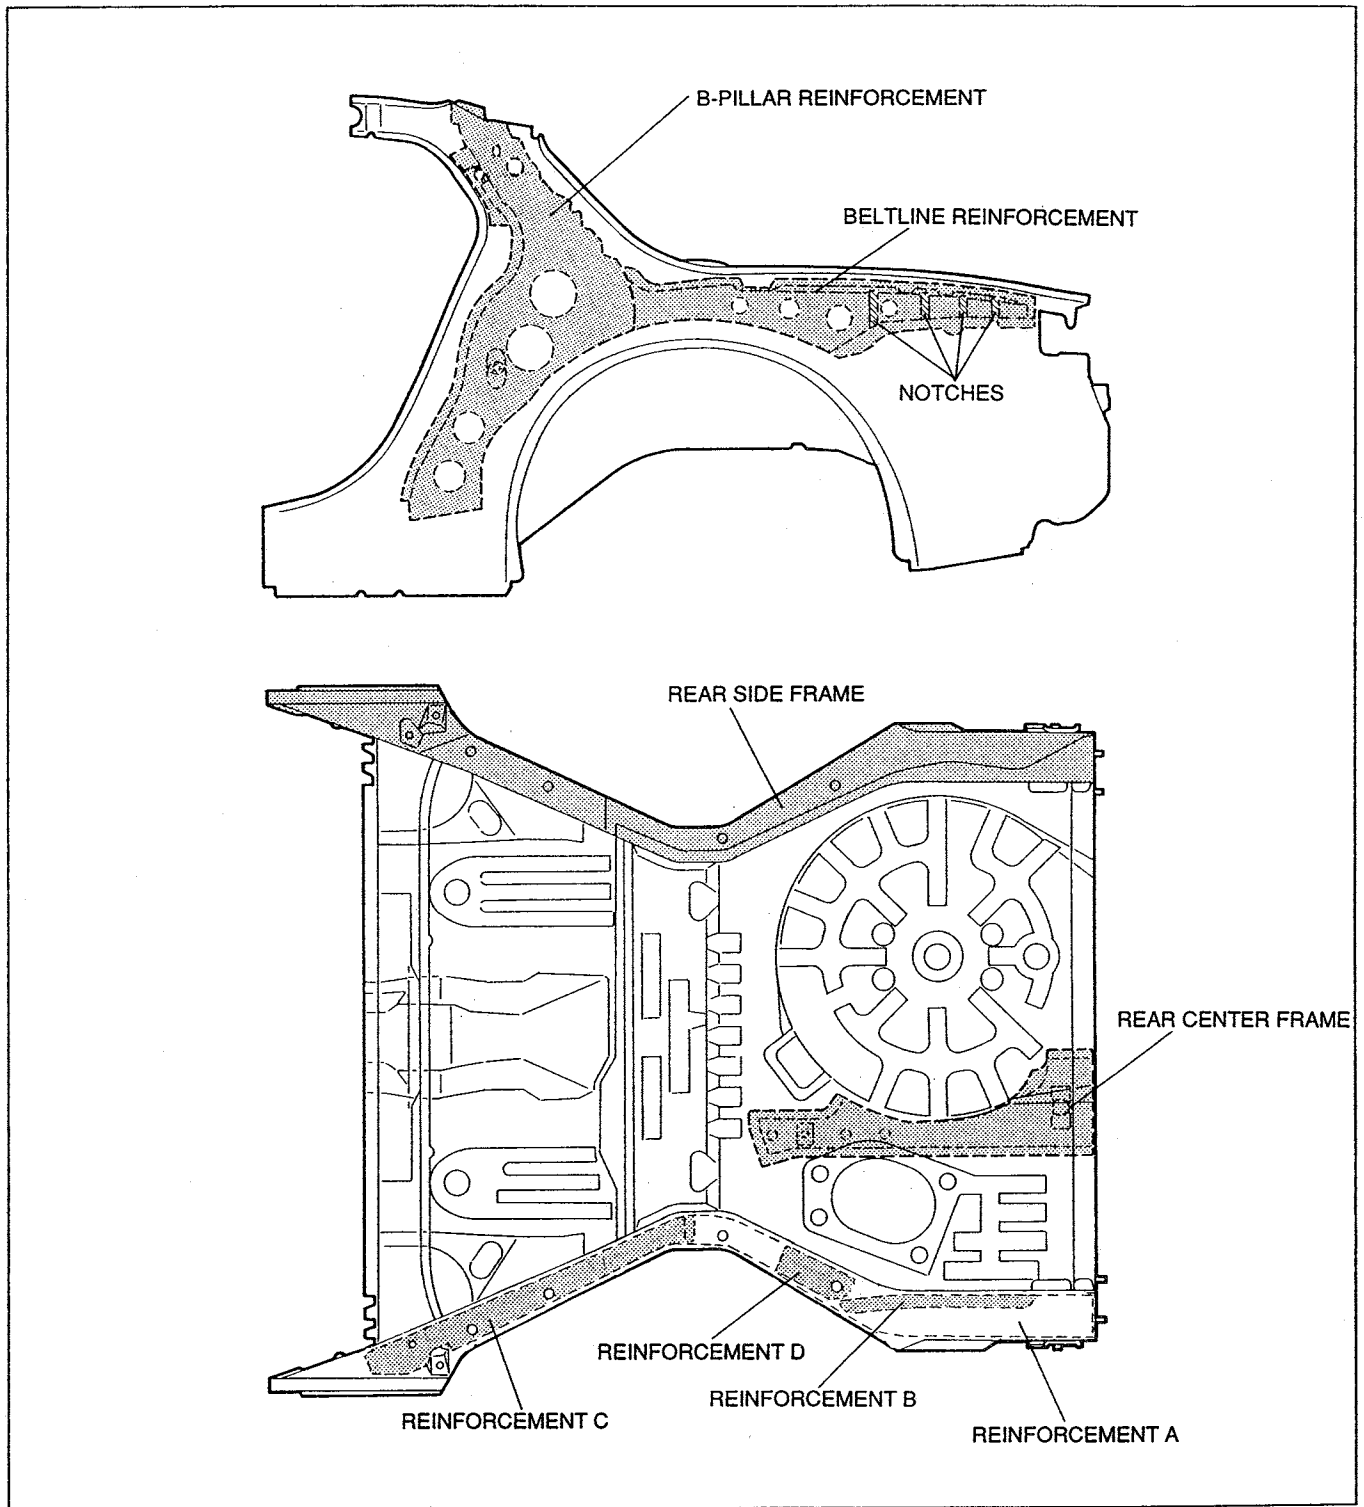 B-PILLAR REINFORCEMENT
BELTLINE REINFORCEMENT
NOTCHES
REAR SIDE FRAME
REAR CENTER FRAME
REINFORCEMENT D
REINFORCEMENT B
REINFORCEMENT C
REINFORCEMENT A